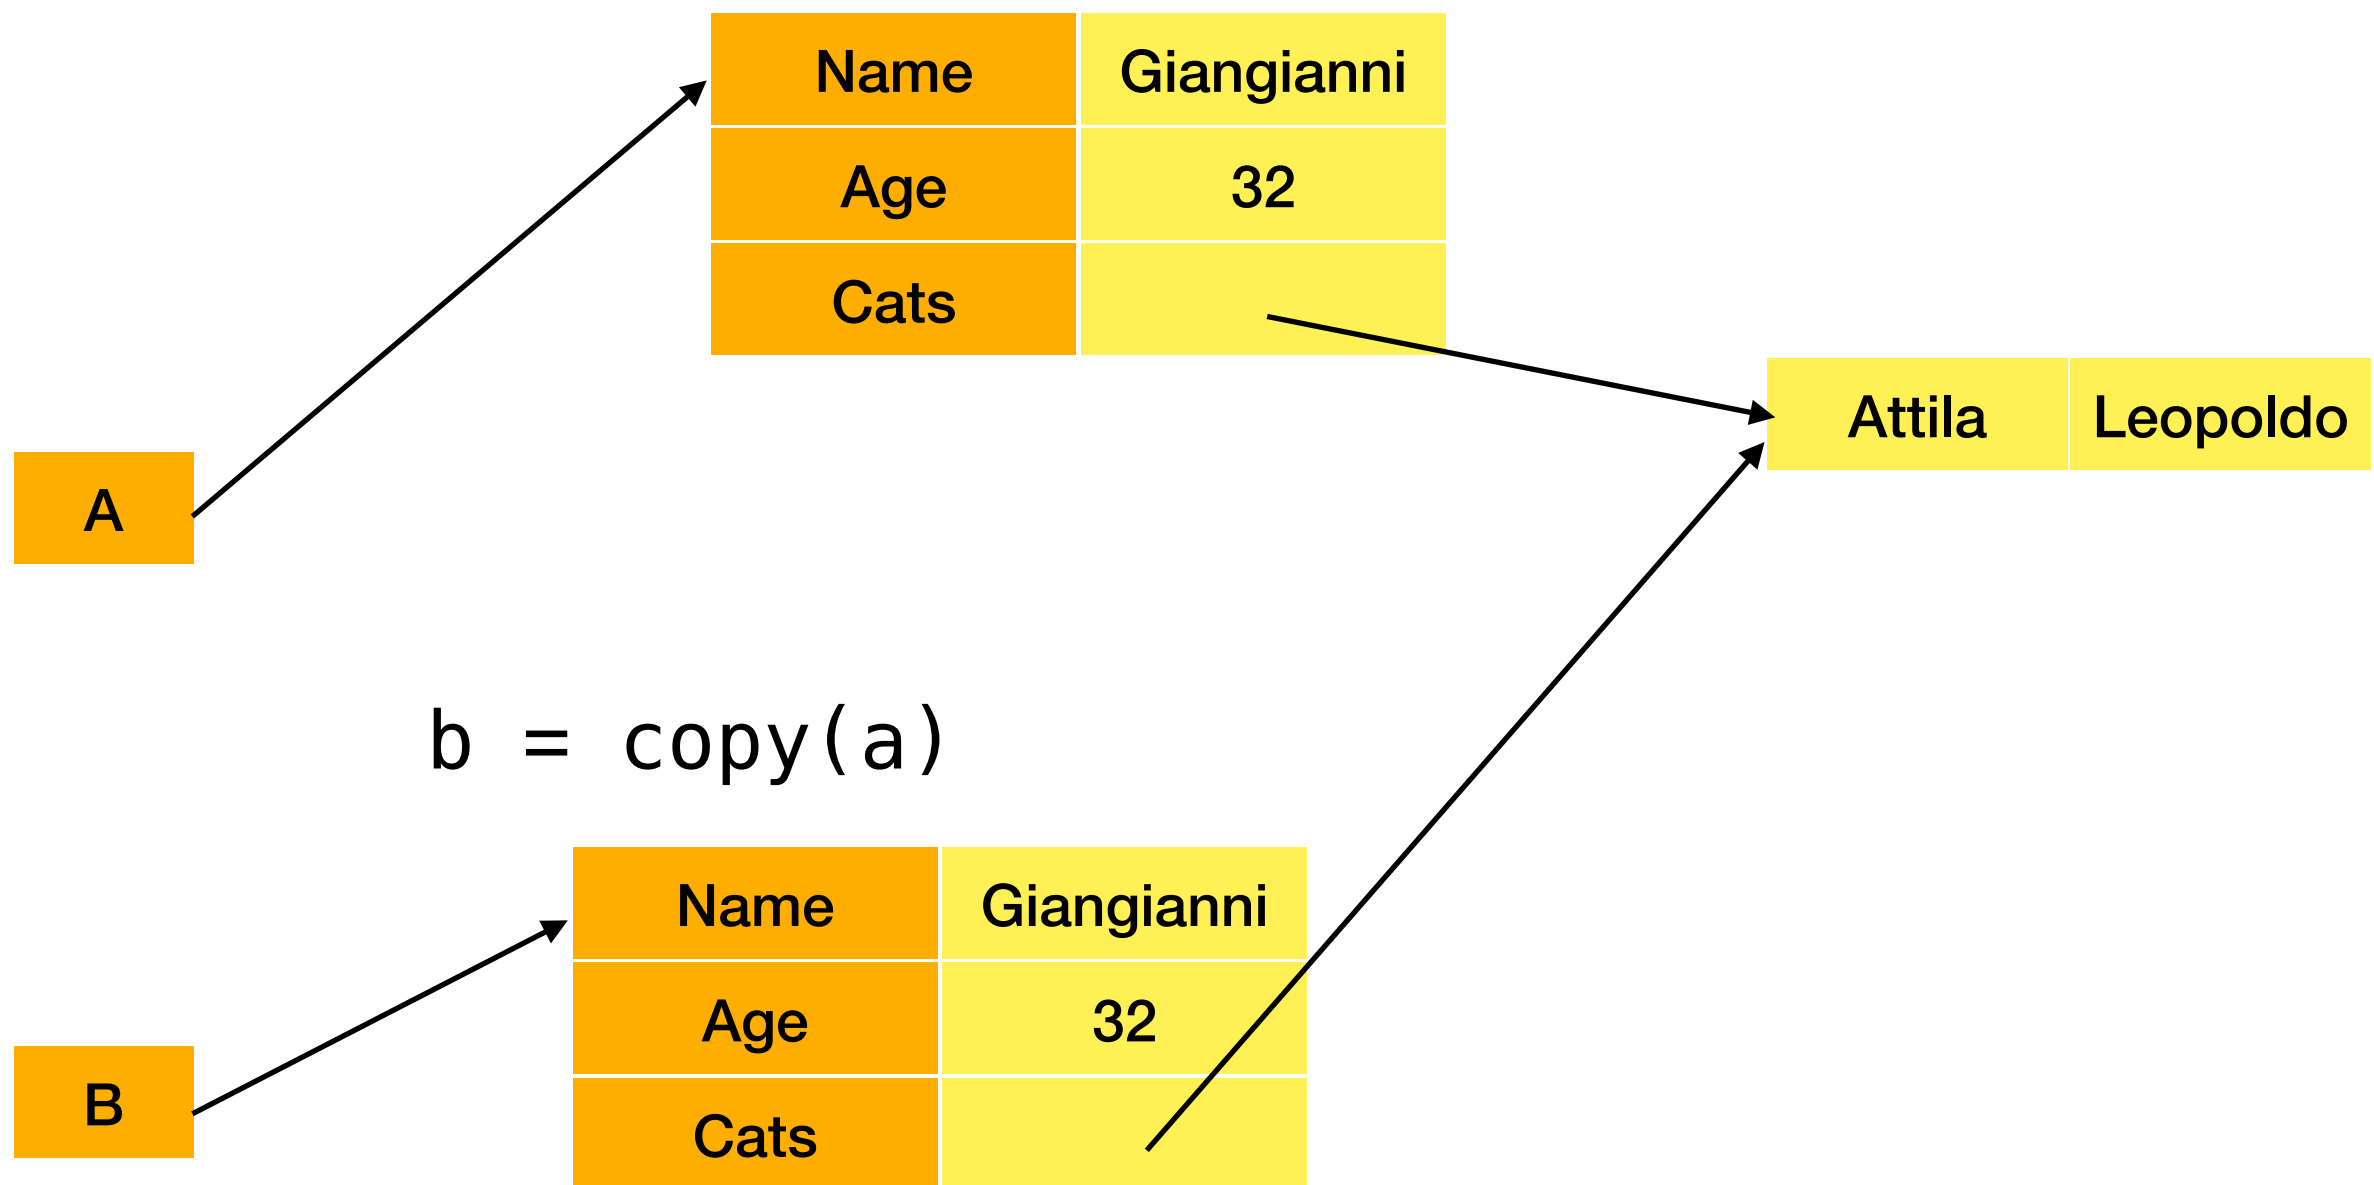 Name Giangianni
Age 32
Cats
Attila Leopoldo
A
b = copy(a)
Name Giangianni
Age 32
B
Cats